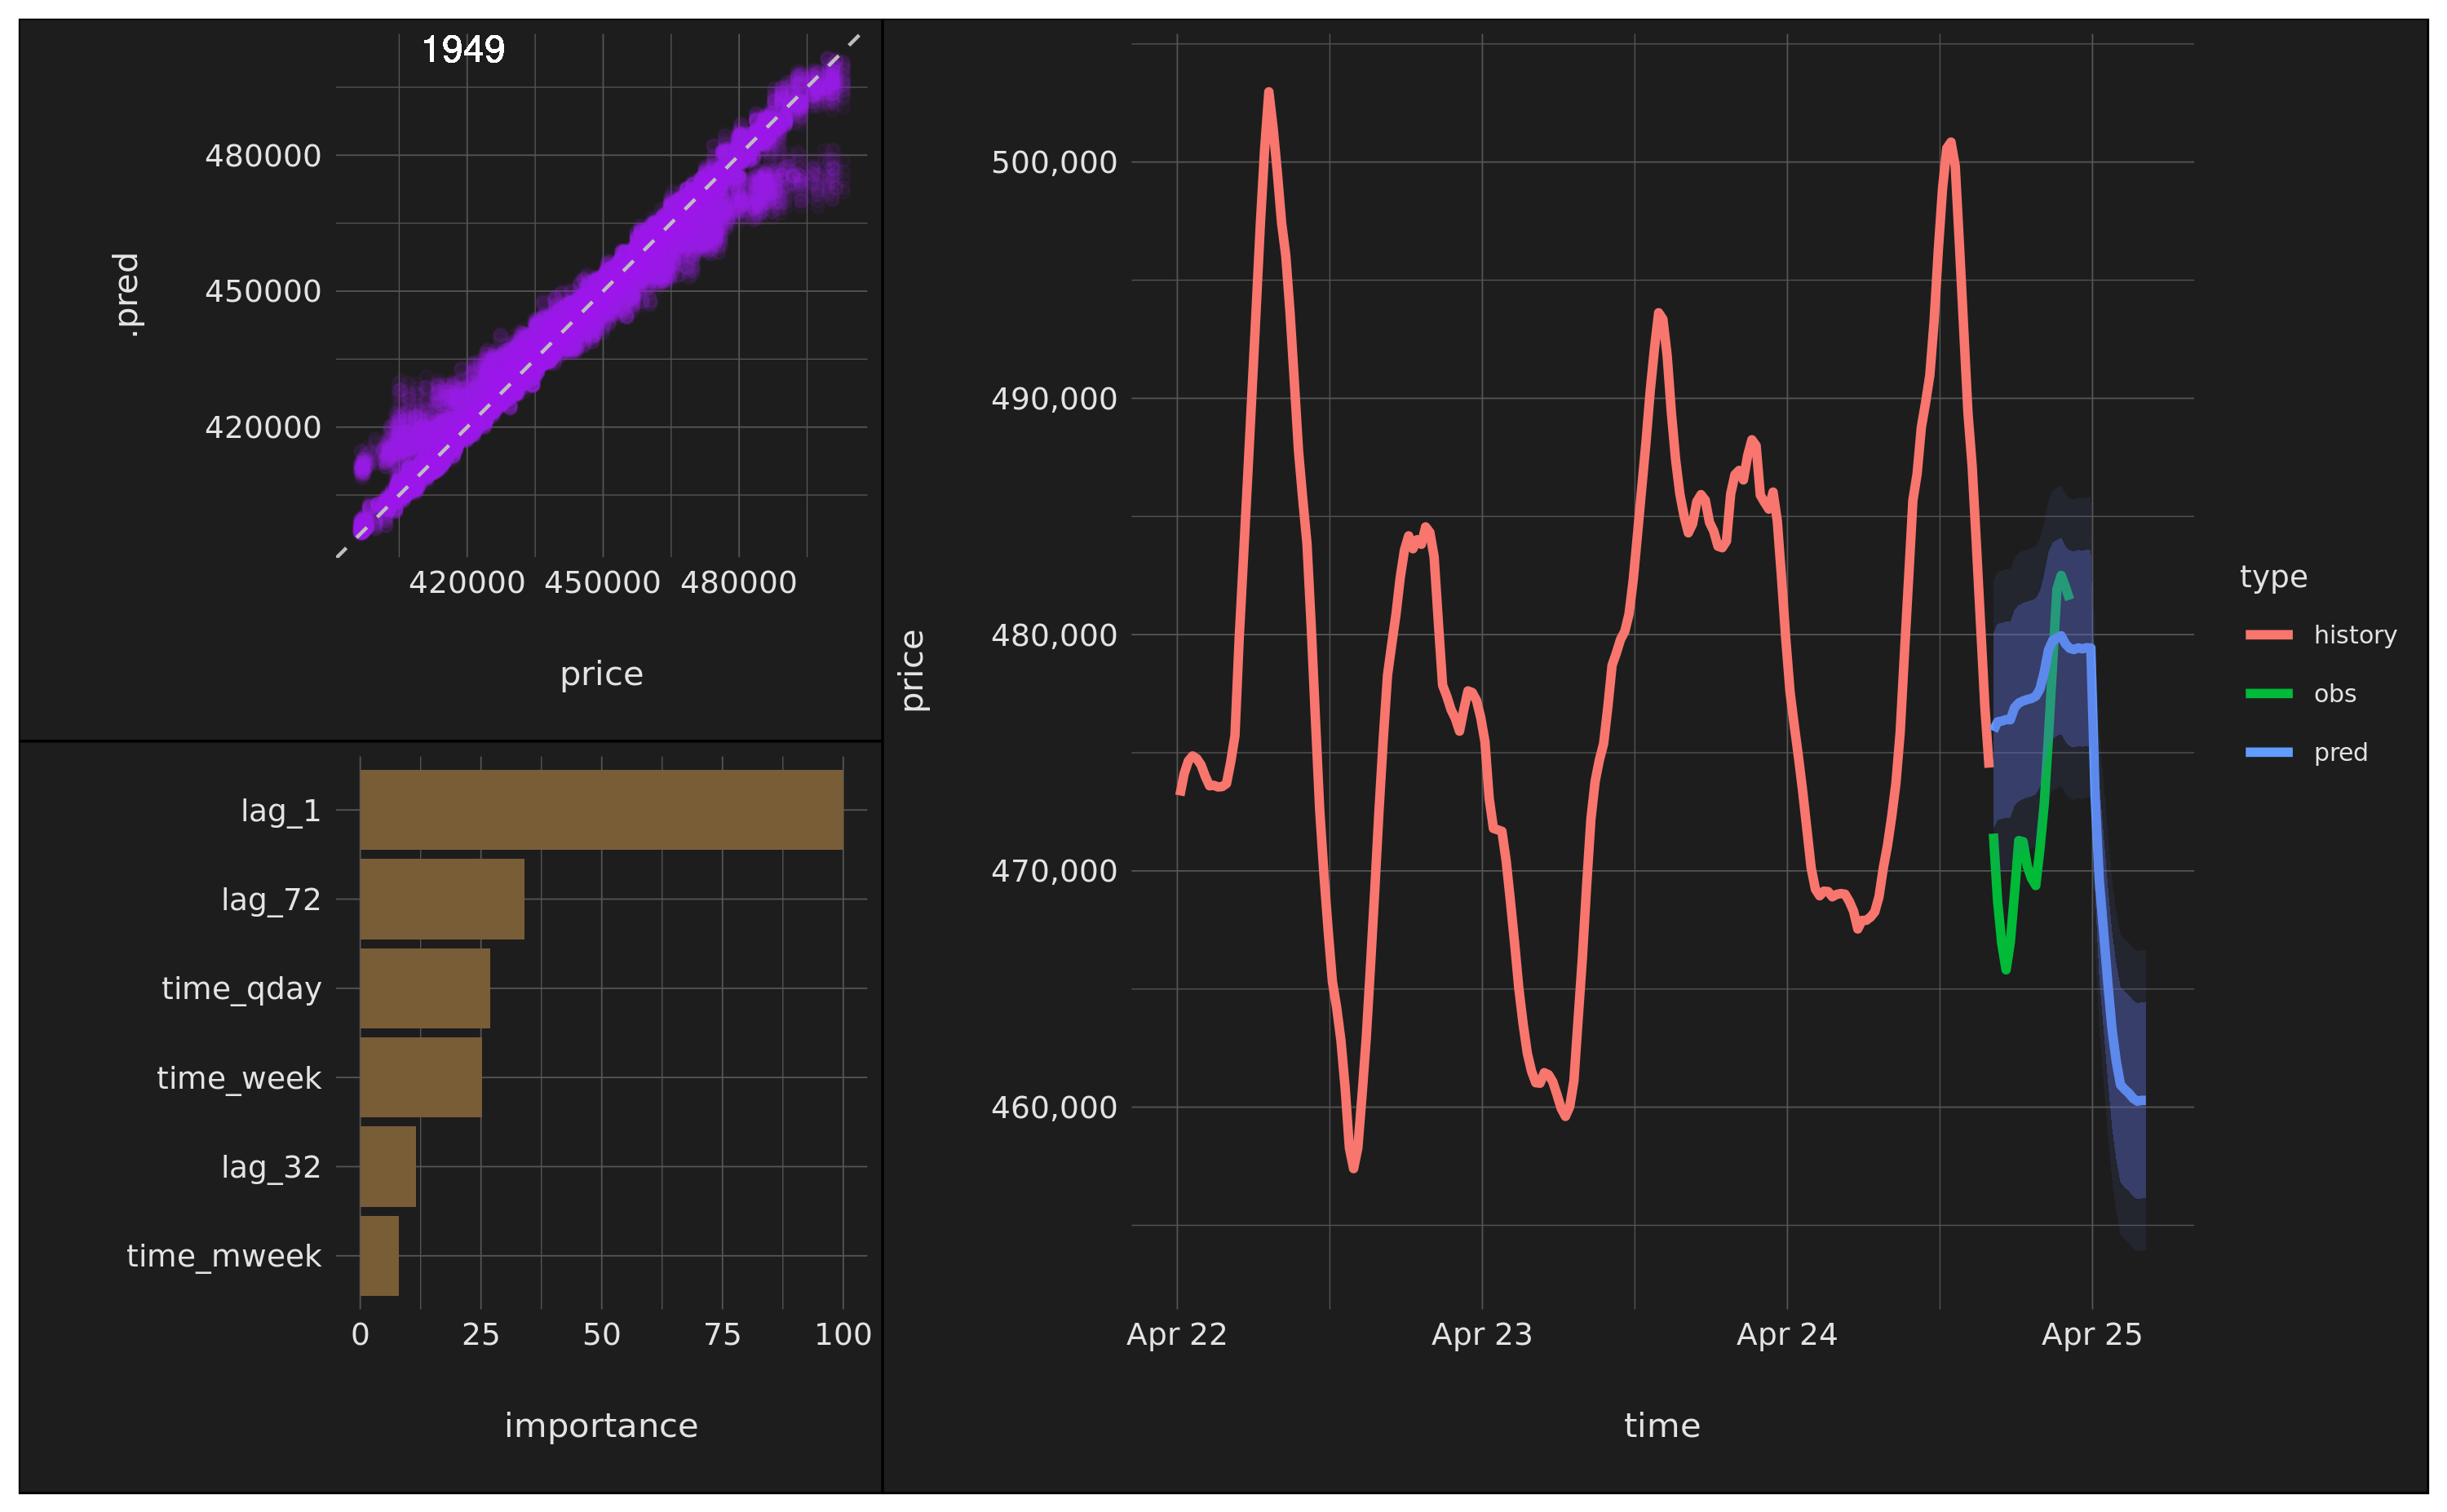 1949
480000
450000
420000
.pred
420000 450000 480000
price
lag_1
lag_72
time_qday
time_week
lag_32
time_mweek
0 25 50 75 100
importance
500,000
490,000
480,000
470,000
460,000
price
Apr 22 Apr 23 Apr 24 Apr 25
time
type
history
obs
pred